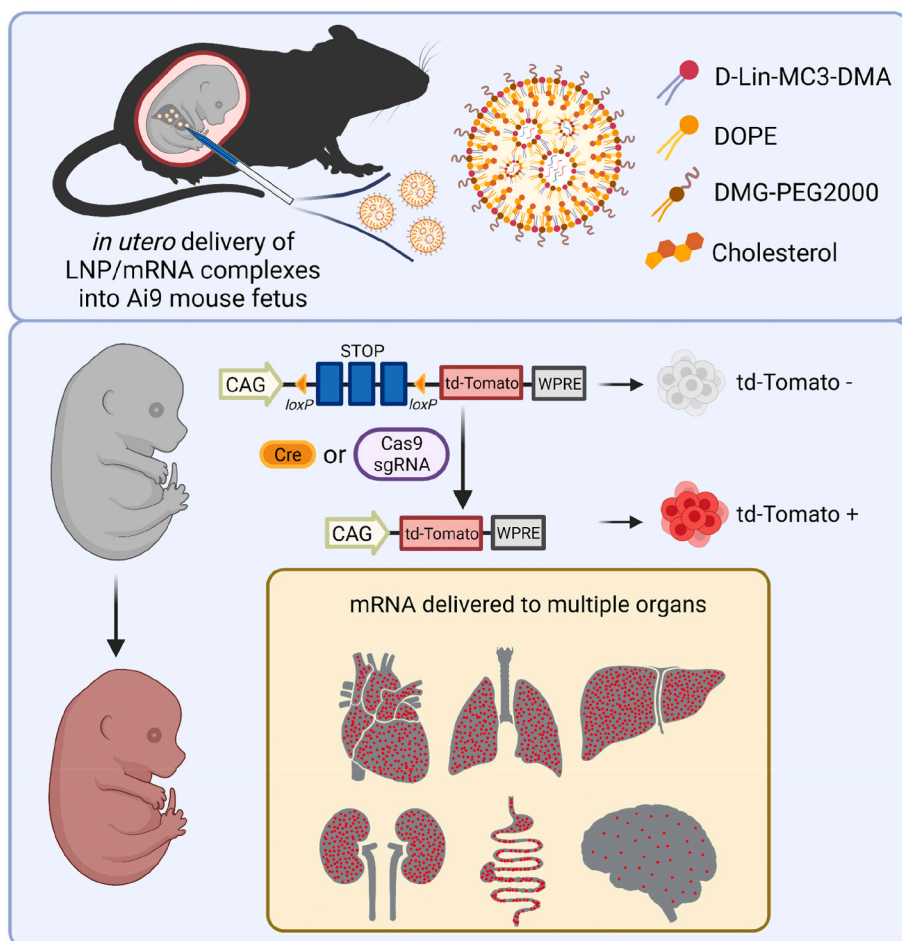 D-Lin-MC3-DMA
DOPE
DMG-PEG2000
Cholesterol
in utero delivery of
LNP/mRNA complexes
into Ai9 mouse fetus
STOP
CAG
loxP
loxP
td-Tomato
WPRE
td-Tomato -
Cre
or
Cas9
sgRNA
CAG
td-Tomato
WPRE
td-Tomato +
mRNA delivered to multiple organs